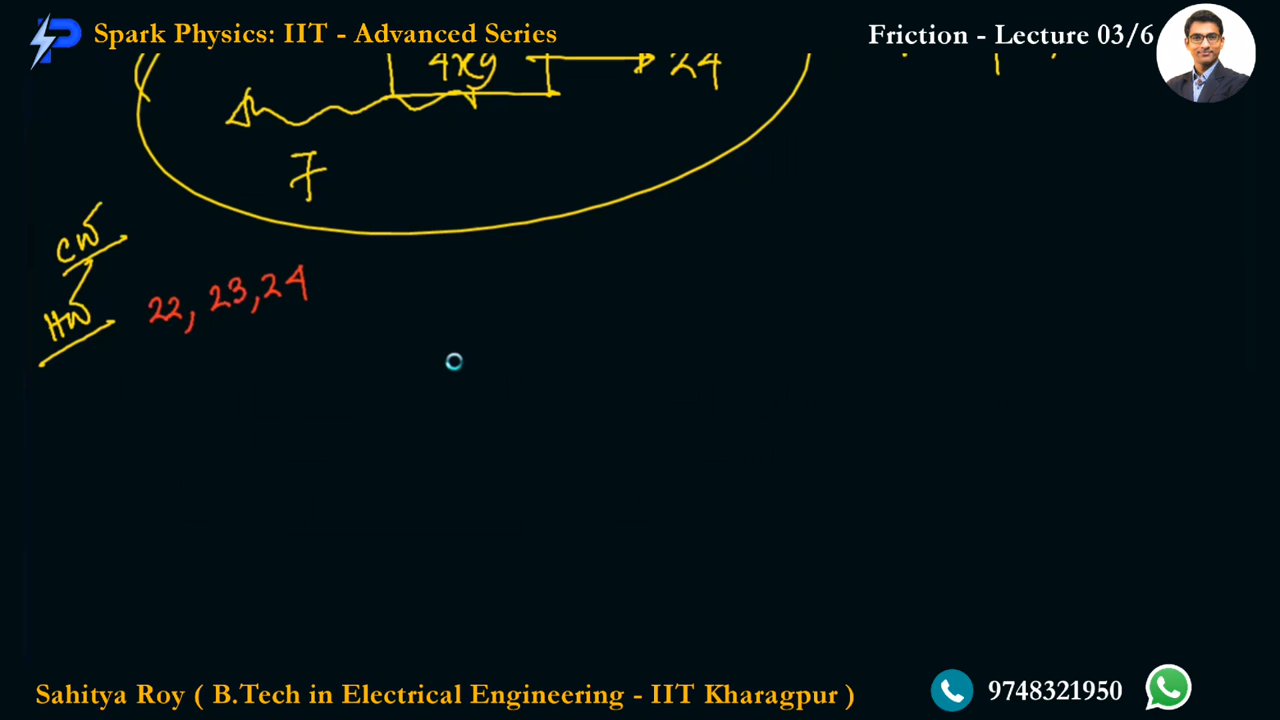 Spark Physics: IIT - Advanced Series
Friction - Lecture 03/6
4kg
24
7
CW
HW 22, 23, 24
Sahitya Roy ( B.Tech in Electrical Engineering - IIT Kharagpur )
9748321950